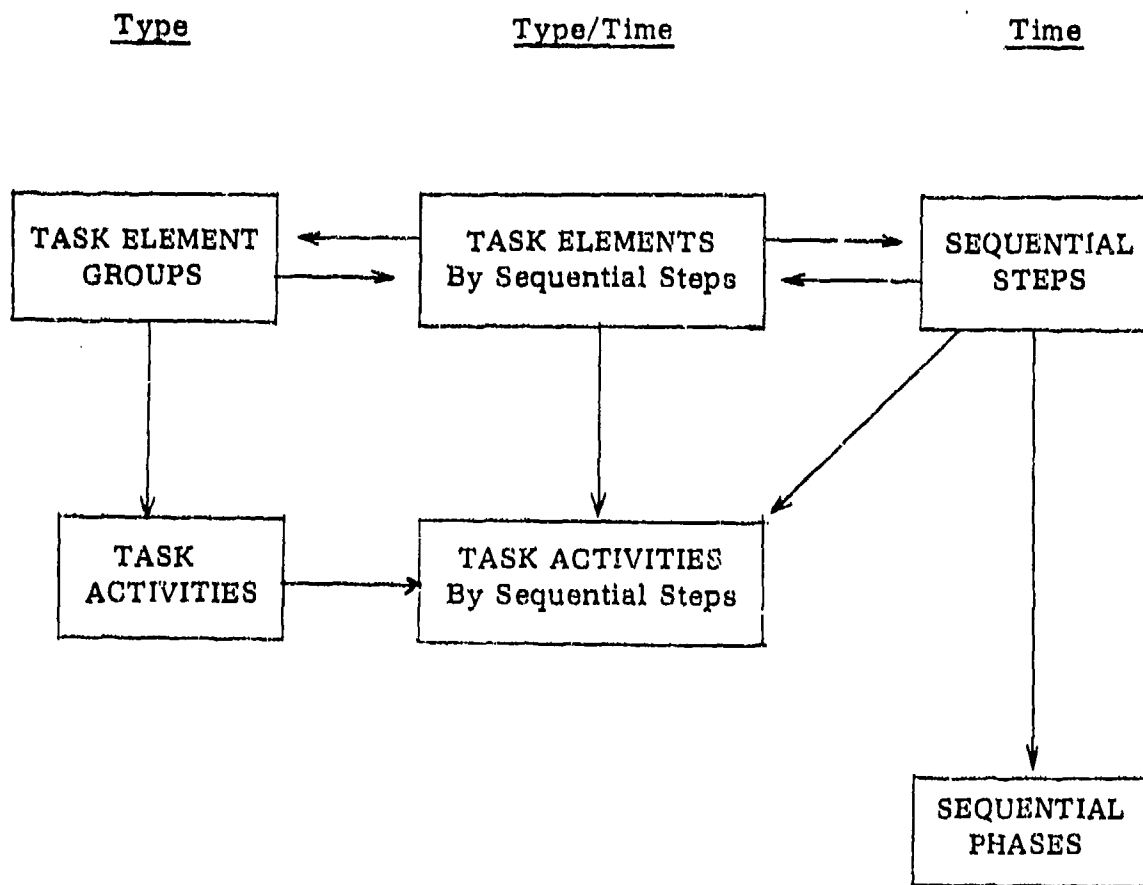 Type
Type/Time
Time
TASK ELEMENT
GROUPS
TASK ELEMENTS
By Sequential Steps
SEQUENTIAL
STEPS
TASK
ACTIVITIES
TASK ACTIVITIES
By Sequential Steps
SEQUENTIAL
PHASES